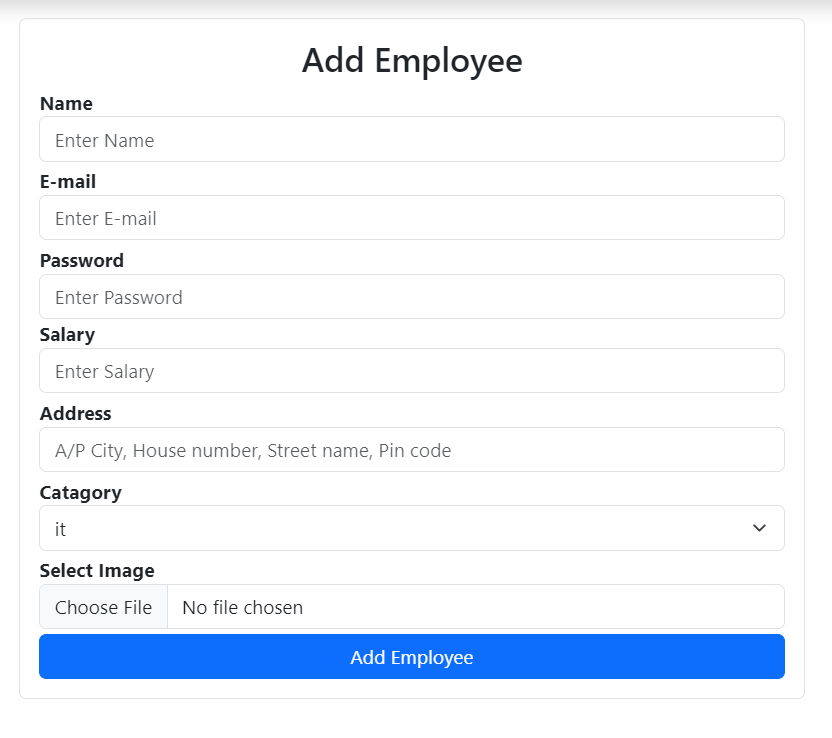 Add Employee
Name
Enter Name
E-mail
Enter E-mail
Password
Enter Password
Salary
Enter Salary
Address
A/P City, House number, Street name, Pin code
Catagory
it
Select Image
Choose File No file chosen
Add Employee